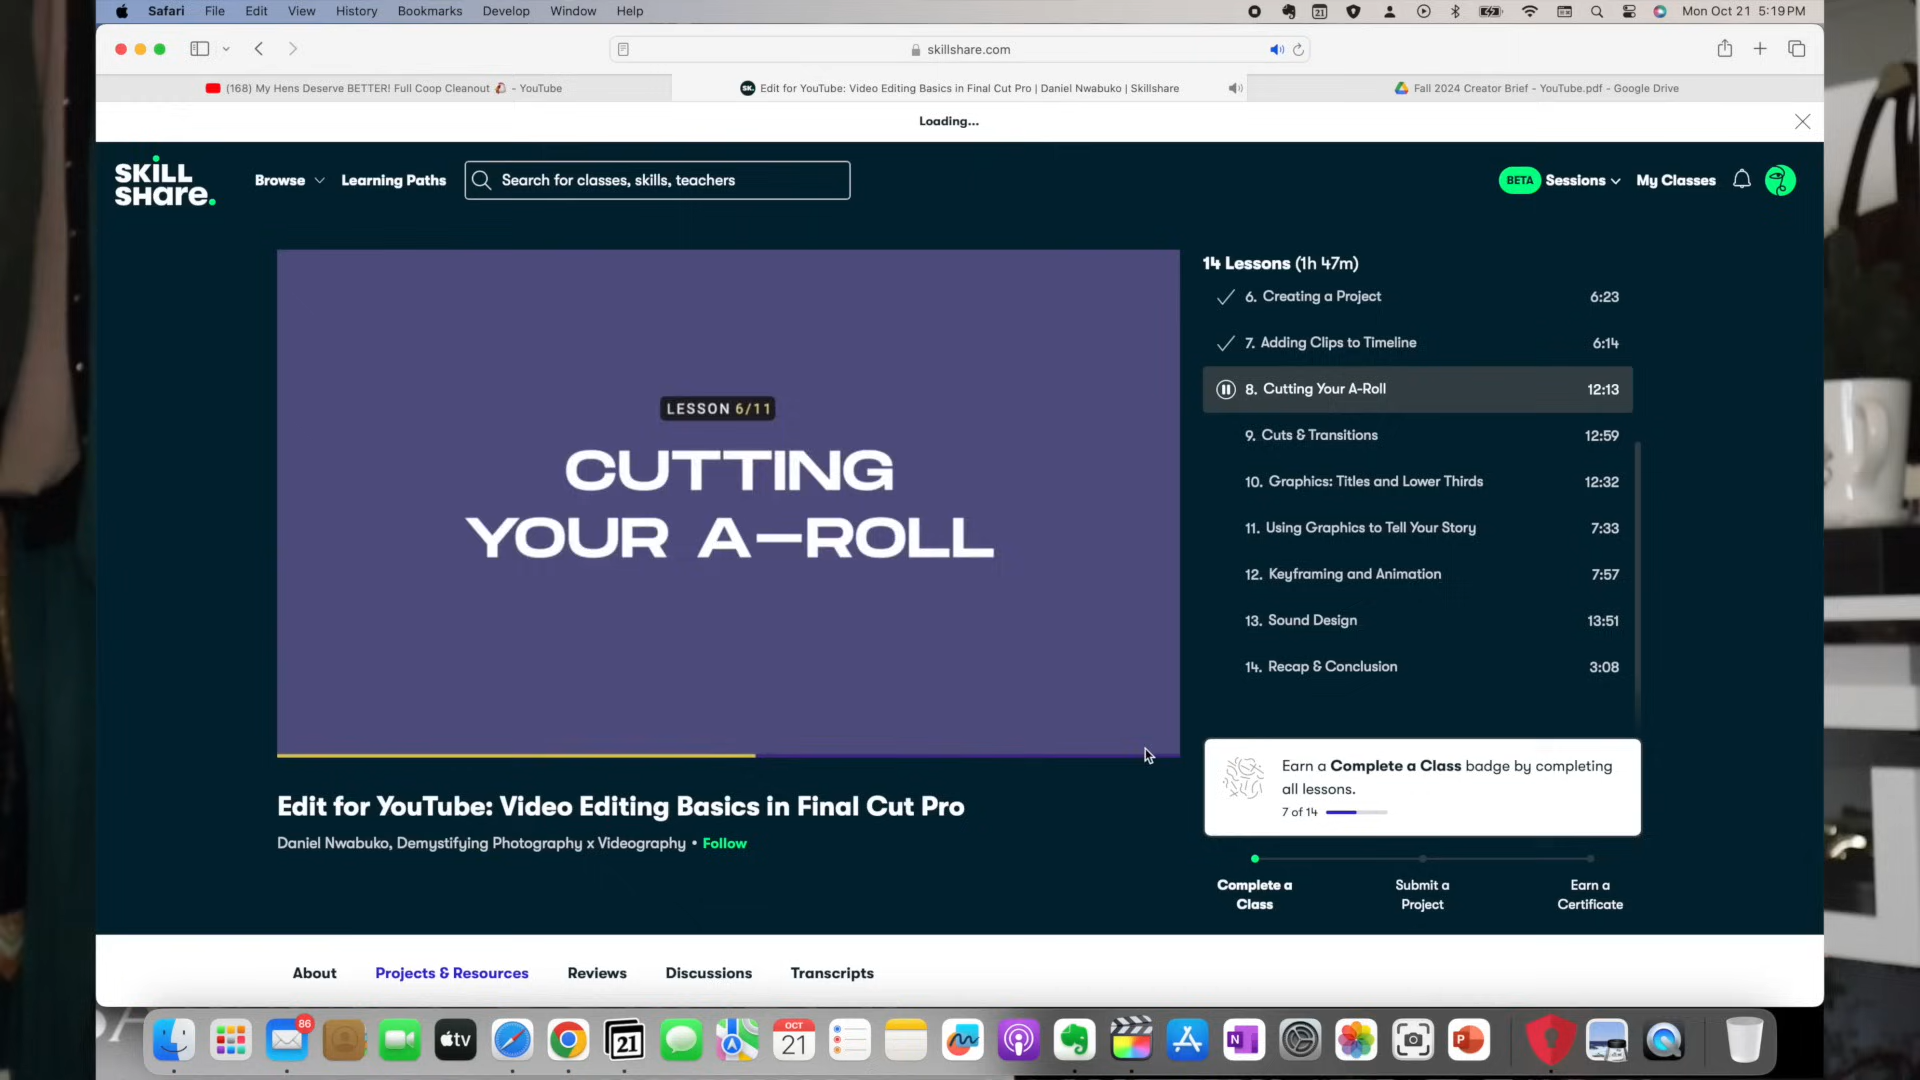 Safari File Edit View History Bookmarks Develop Window Help
21
Mon Oct 21 5:19 PM
skillshare.com
(168) My Hens Deserve BETTER! Full Coop Cleanout 🐔 - YouTube
SK. Edit for YouTube: Video Editing Basics in Final Cut Pro | Daniel Nwabuko | Skillshare
Fall 2024 Creator Brief - YouTube.pdf - Google Drive
Loading...
SKiLL
SHare.
Browse
Learning Paths
Search for classes, skills, teachers
BETA Sessions
My Classes
LESSON 6/11
CUTTING
YOUR A—ROLL
14 Lessons (1h 47m)
6. Creating a Project 6:23
7. Adding Clips to Timeline 6:14
8. Cutting Your A-Roll 12:13
9. Cuts & Transitions 12:59
10. Graphics: Titles and Lower Thirds 12:32
11. Using Graphics to Tell Your Story 7:33
12. Keyframing and Animation 7:57
13. Sound Design 13:51
14. Recap & Conclusion 3:08
Earn a Complete a Class badge by completing
all lessons.
7 of 14
Complete a
Class
Submit a
Project
Earn a
Certificate
Edit for YouTube: Video Editing Basics in Final Cut Pro
Daniel Nwabuko, Demystifying Photography x Videography • Follow
About Projects & Resources Reviews Discussions Transcripts
86
tv
21
OCT
21
N
P